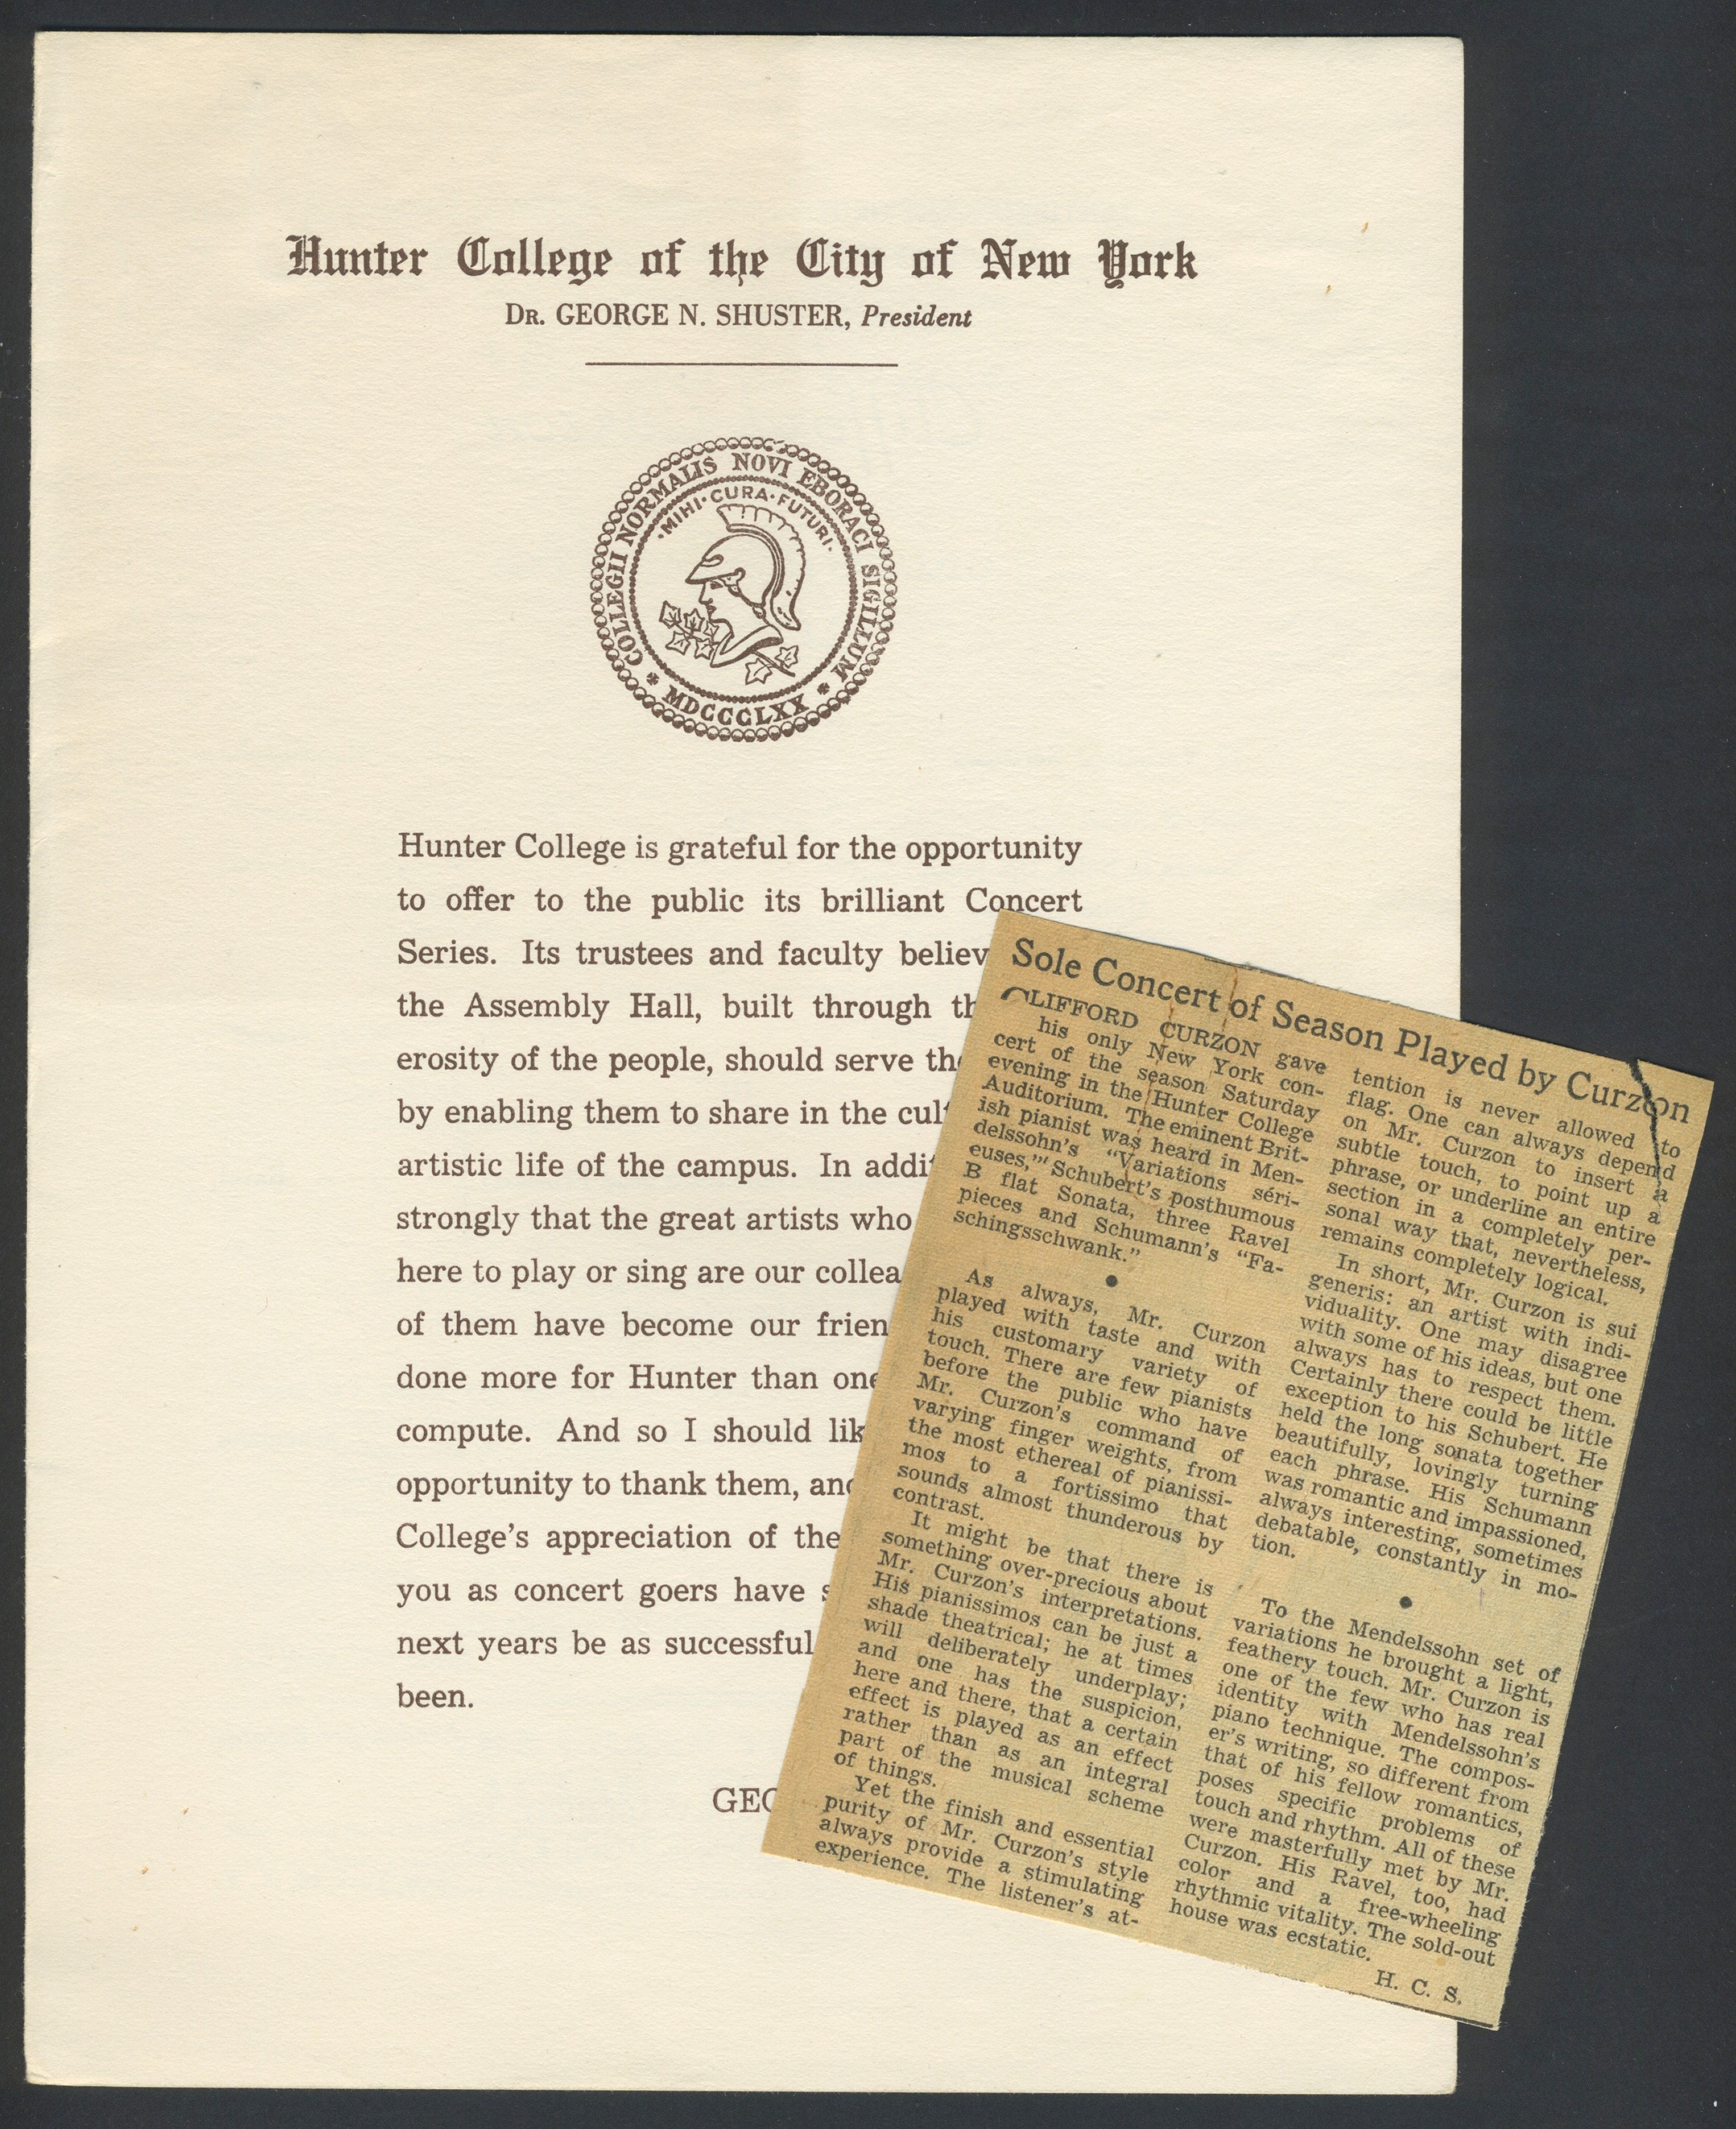 Hunter College of the City of New York
DR. GEORGE N. SHUSTER, President
COLLEGII NORMALIS NOVI EBORACI SIGILLUM
·MIHI·CURA·FUTURI·
* MDCCCLXX *
Hunter College is grateful for the opportunity
to offer to the public its brilliant Concert
Series. Its trustees and faculty believ
the Assembly Hall, built through th
erosity of the people, should serve the
by enabling them to share in the cul
artistic life of the campus. In addit
strongly that the great artists who
here to play or sing are our collea
of them have become our frien
done more for Hunter than one
compute. And so I should lik
opportunity to thank them, and
College's appreciation of the
you as concert goers have s
next years be as successful
been.
GEO
Sole Concert of Season Played by Curzon
CLIFFORD CURZON gave
his only New York con-
cert of the season Saturday
evening in the Hunter College
Auditorium. The eminent Brit-
ish pianist was heard in Men-
delssohn's "Variations séri-
euses,"' Schubert's posthumous
B flat Sonata, three Ravel
pieces and Schumann's "Fa-
schingsschwank."
•
As always, Mr. Curzon
played with taste and with
his customary variety of
touch. There are few pianists
before the public who have
Mr. Curzon's command of
varying finger weights, from
the most ethereal of pianissi-
mos to a fortissimo that
sounds almost thunderous by
contrast.
It might be that there is
something over-precious about
Mr. Curzon's interpretations.
His pianissimos can be just a
shade theatrical; he at times
will deliberately underplay;
and one has the suspicion,
here and there, that a certain
effect is played as an effect
rather than as an integral
part of the musical scheme
of things.
Yet the finish and essential
purity of Mr. Curzon's style
always provide a stimulating
experience. The listener's at-
tention is never allowed to
flag. One can always depend
on Mr. Curzon to insert a
subtle touch, to point up a
phrase, or underline an entire
section in a completely per-
sonal way that, nevertheless,
remains completely logical.
In short, Mr. Curzon is sui
generis: an artist with indi-
viduality. One may disagree
with some of his ideas, but one
always has to respect them.
Certainly there could be little
exception to his Schubert. He
held the long sonata together
beautifully, lovingly turning
each phrase. His Schumann
was romantic and impassioned,
always interesting, sometimes
debatable, constantly in mo-
tion.
•
To the Mendelssohn set of
variations he brought a light,
feathery touch. Mr. Curzon is
one of the few who has real
identity with Mendelssohn's
piano technique. The compos-
er's writing, so different from
that of his fellow romantics,
poses specific problems of
touch and rhythm. All of these
were masterfully met by Mr.
Curzon. His Ravel, too, had
color and a free-wheeling
rhythmic vitality. The sold-out
house was ecstatic.
H. C. S.